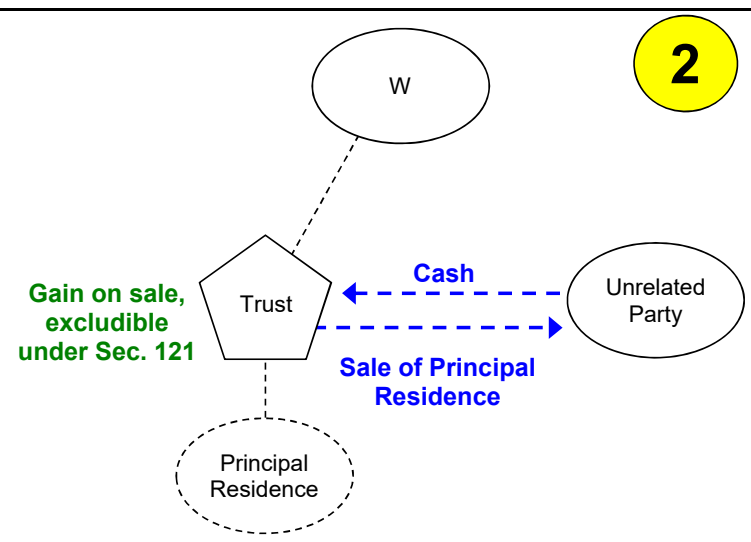 2
W
Cash
Unrelated
Party
Gain on sale,
excludible
under Sec. 121
Trust
Sale of Principal
Residence
Principal
Residence